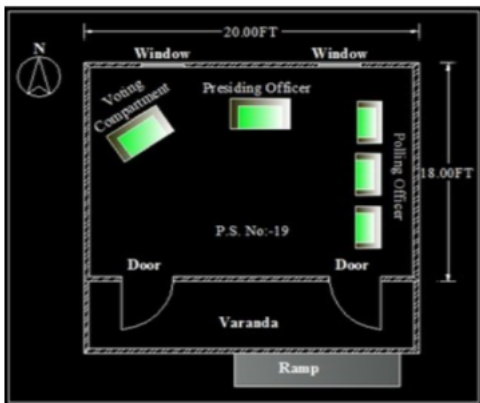 20.00FT
N
Window
Window
Voting
Compartment
Presiding Officer
Polling Officer
18.00FT
P.S. No:-19
Door
Door
Varanda
Ramp